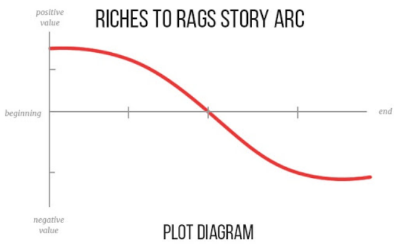 positive
value
RICHES TO RAGS STORY ARC
beginning
end
negative
value
PLOT DIAGRAM